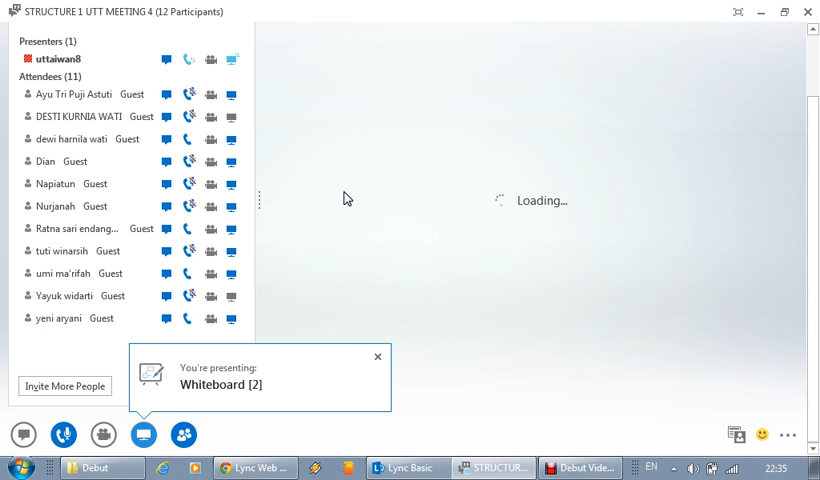 STRUCTURE 1 UTT MEETING 4 (12 Participants)
Presenters (1)
uttaiwan8
Attendees (11)
Ayu Tri Puji Astuti Guest
DESTI KURNIA WATI Guest
dewi harnila wati Guest
Dian Guest
Napiatun Guest
Nurjanah Guest
Ratna sari endang... Guest
tuti winarsih Guest
umi ma'rifah Guest
Yayuk widarti Guest
yeni aryani Guest
Loading...
You're presenting:
Whiteboard [2]
Invite More People
Debut
Lync Web ...
Lync Basic
STRUCTUR...
Debut Vide...
EN
22:35